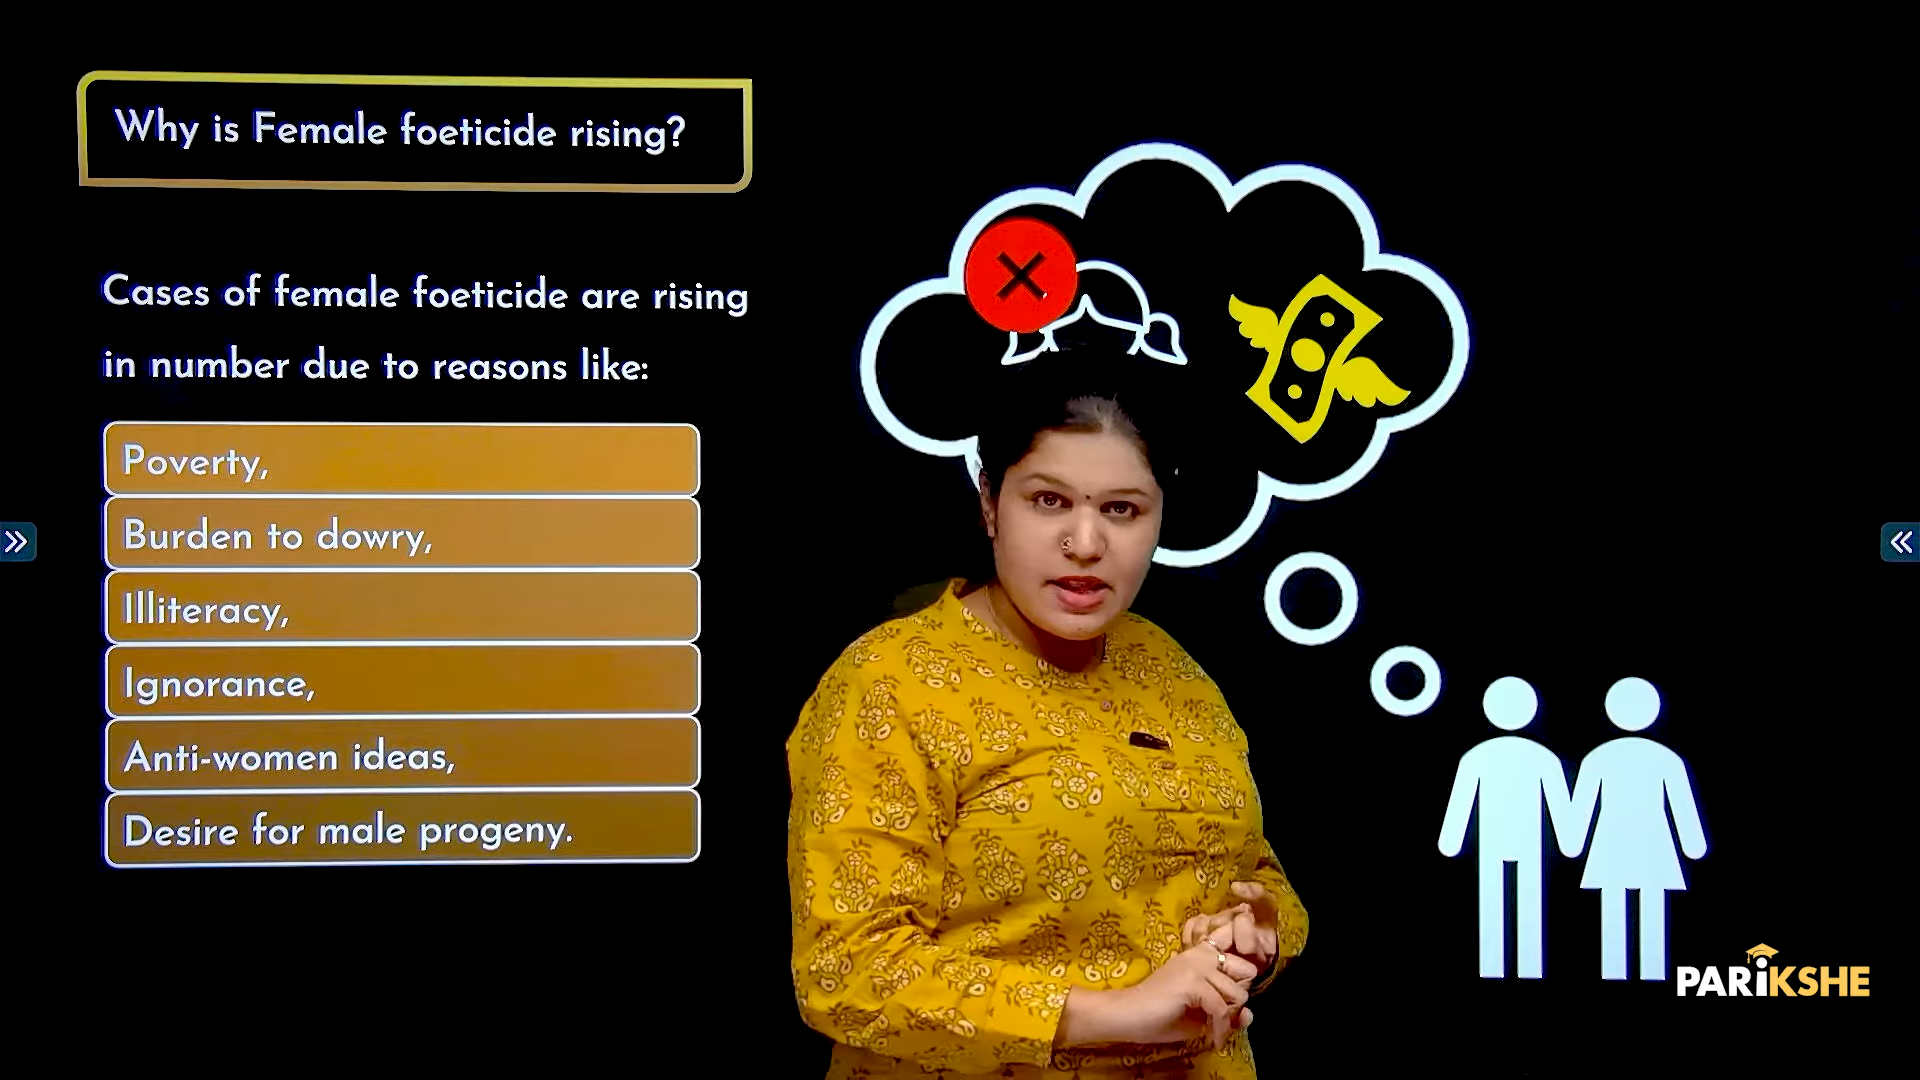 Why is Female foeticide rising?
Cases of female foeticide are rising
in number due to reasons like:
Poverty,
Burden to dowry,
Illiteracy,
Ignorance,
Anti-women ideas,
Desire for male progeny.
PARiKSHE